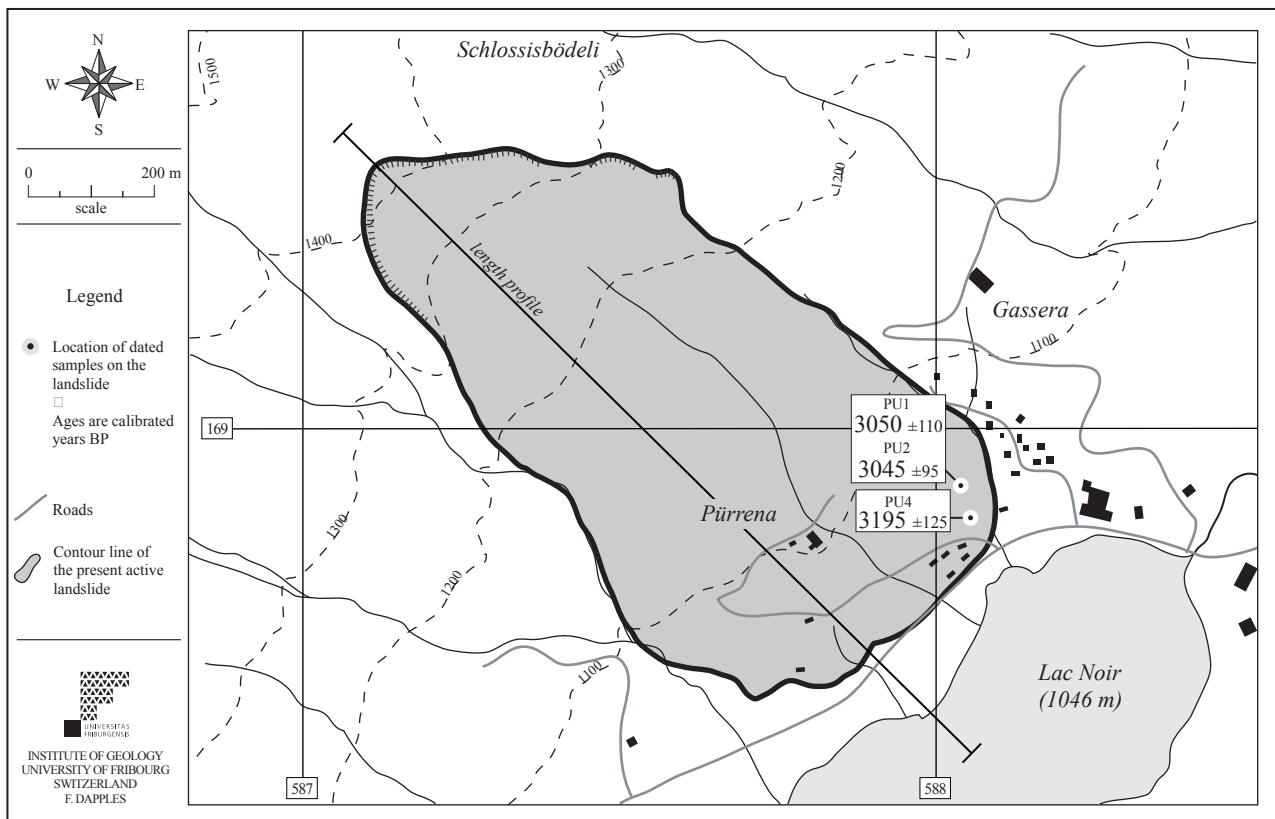 N
W E
S
0 200 m
scale
Legend
Location of dated
samples on the
landslide
Ages are calibrated
years BP
Roads
Contour line of
the present active
landslide
UNIVERSITAS
FRIBURGENSIS
INSTITUTE OF GEOLOGY
UNIVERSITY OF FRIBOURG
SWITZERLAND
F. DAPPLES
1500
Schlossisbödeli
1300
1200
1400
length profile
Gassera
1100
169
PU1
3050 ±110
PU2
3045 ±95
PU4
3195 ±125
Pürrena
1300
1200
1100
Lac Noir
(1046 m)
587
588